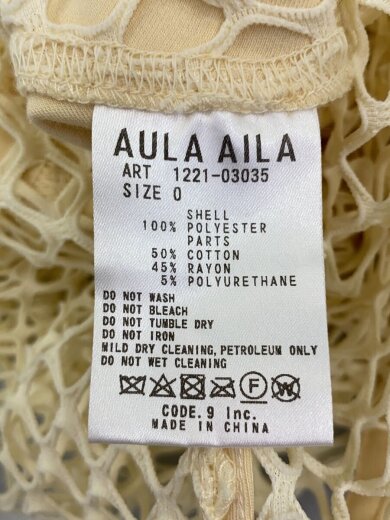 AULA AILA
ART 1221-03035
SIZE 0
SHELL
100% POLYESTER
PARTS
50% COTTON
45% RAYON
5% POLYURETHANE
DO NOT WASH
DO NOT BLEACH
DO NOT TUMBLE DRY
DO NOT IRON
MILD DRY CLEANING, PETROLEUM ONLY
DO NOT WET CLEANING
F W
CODE.9 Inc.
MADE IN CHINA